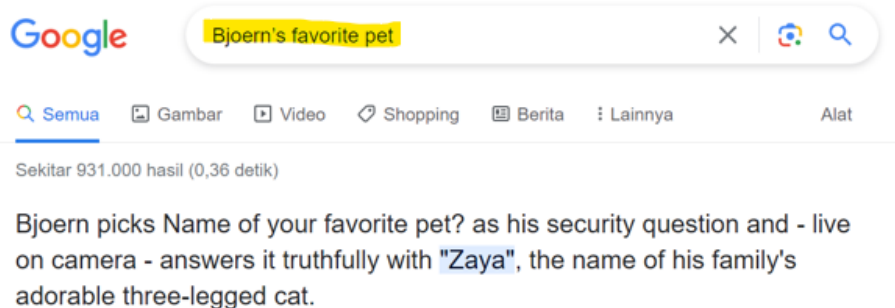 Google
Bjoern's favorite pet
Semua Gambar Video Shopping Berita Lainnya Alat
Sekitar 931.000 hasil (0,36 detik)
Bjoern picks Name of your favorite pet? as his security question and - live
on camera - answers it truthfully with "Zaya", the name of his family's
adorable three-legged cat.